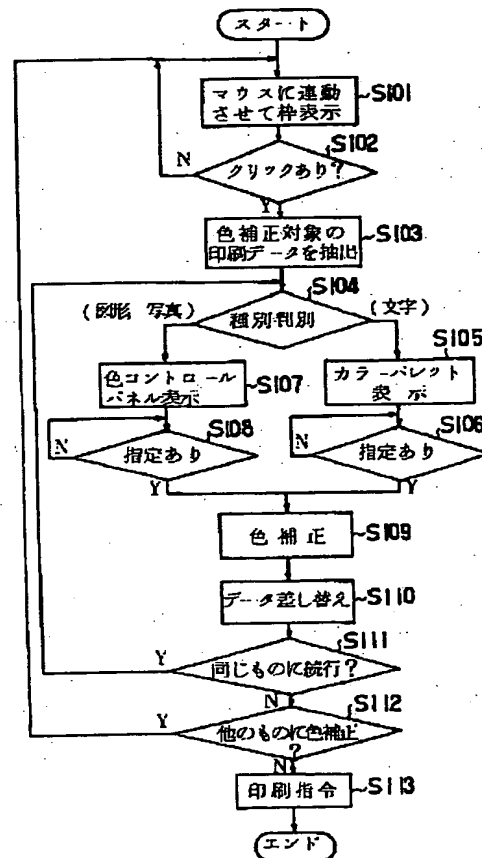 スタート
マウスに連動
させて枠表示
S101
S102
N
クリックあり?
Y
色補正対象の
印刷データを抽出
S103
S104
(図形 写真)
種別判別
(文字)
S105
色コントロール
パネル表示
S107
カラーパレット
表示
S108
S106
N
指定あり
N
指定あり
Y
Y
色補正
S109
データ差し替え
S110
S111
Y
同じものに続行?
N
S112
Y
他のものに色補正
?
N
印刷指令
S113
エンド